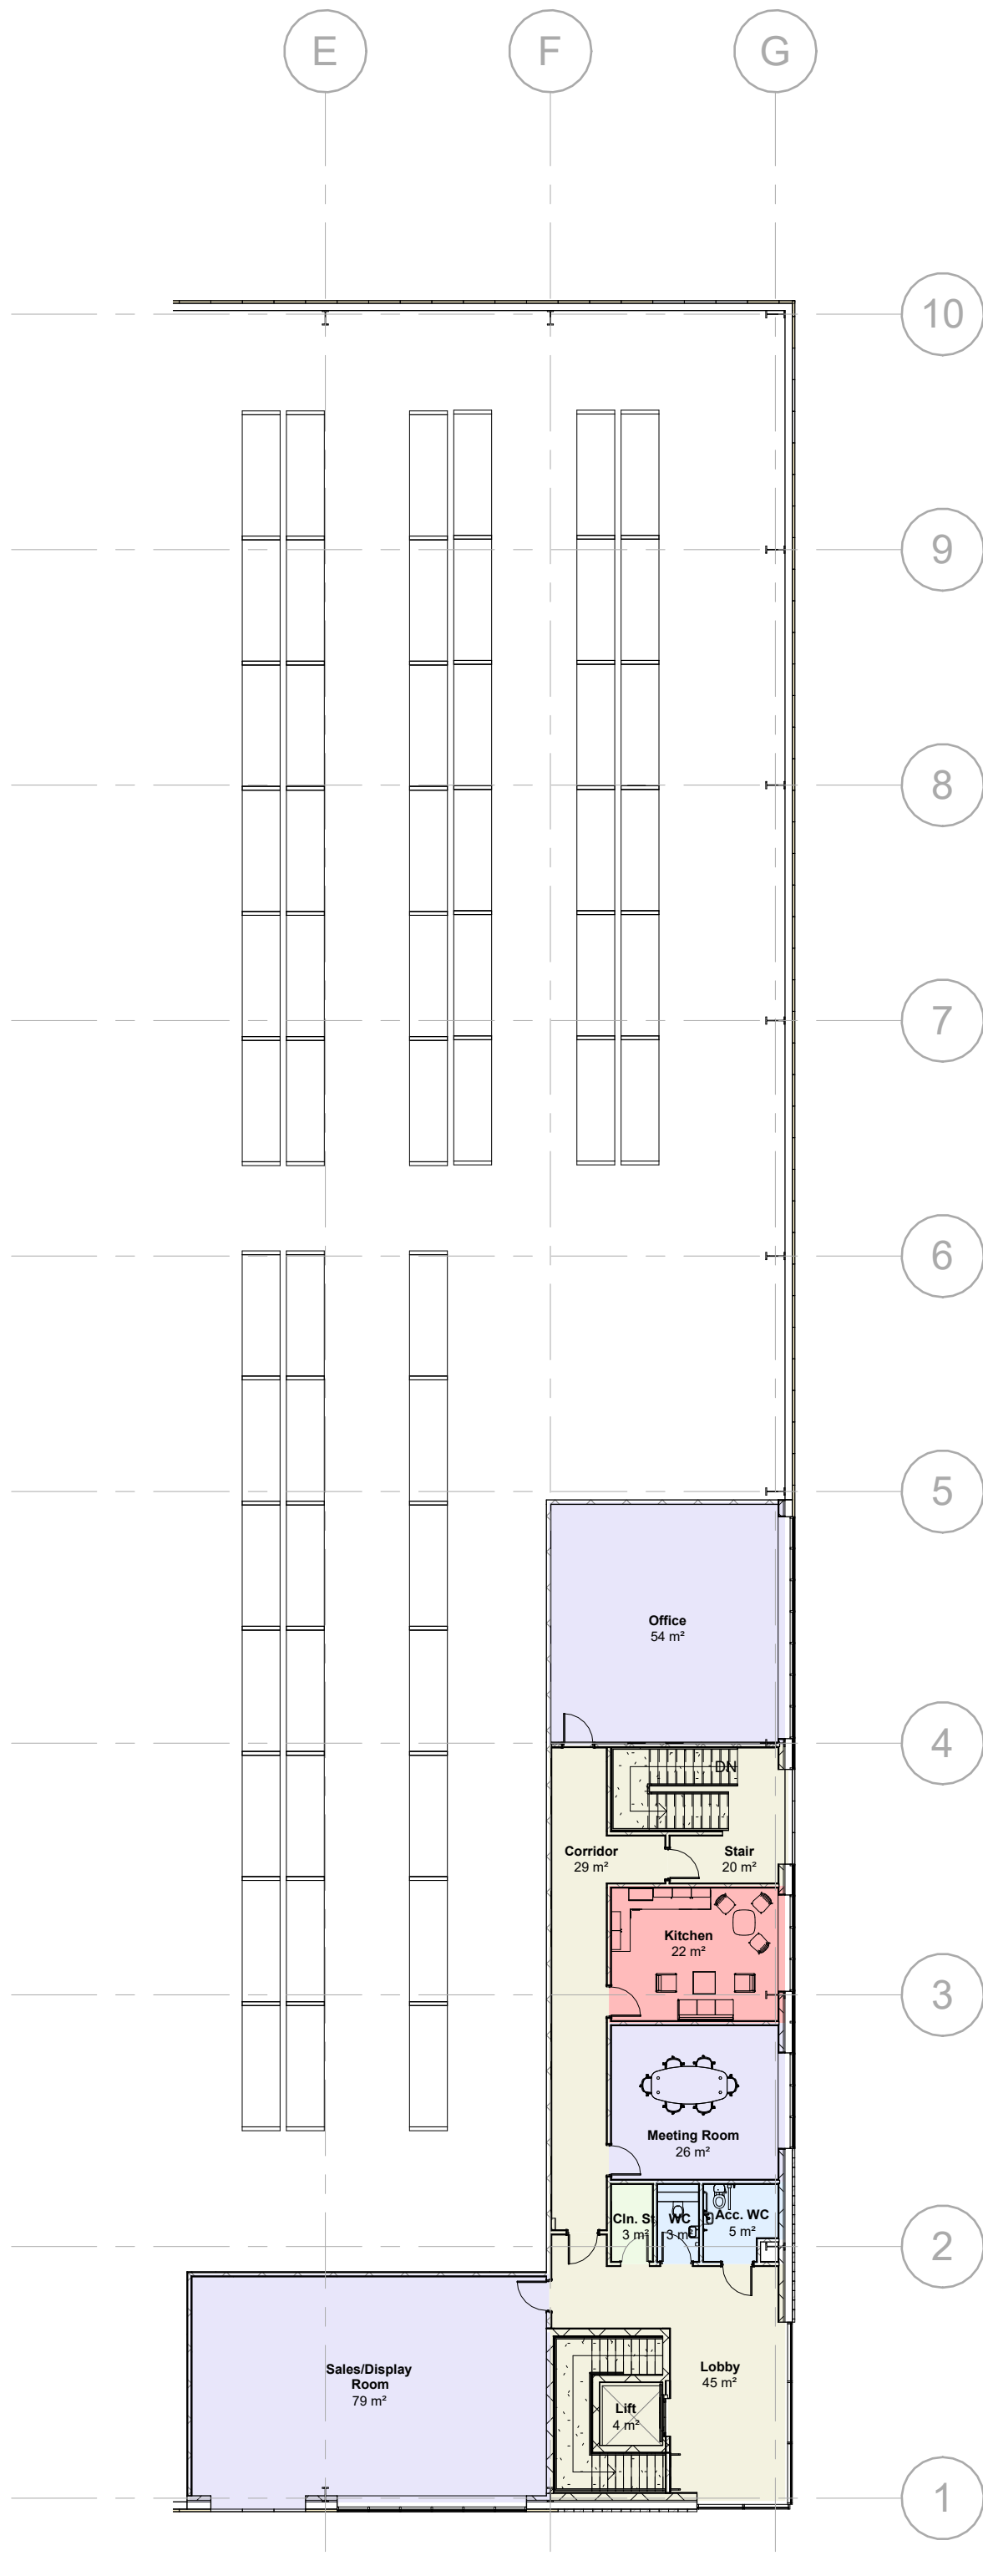 E
F
G
10
9
8
7
6
5
Office
54 m²
4
DN
Corridor
29 m²
Stair
20 m²
Kitchen
22 m²
3
Meeting Room
26 m²
Cln. St
3 m²
WC
3 m²
Acc. WC
5 m²
2
Sales/Display
Room
79 m²
Lobby
45 m²
Lift
4 m²
1